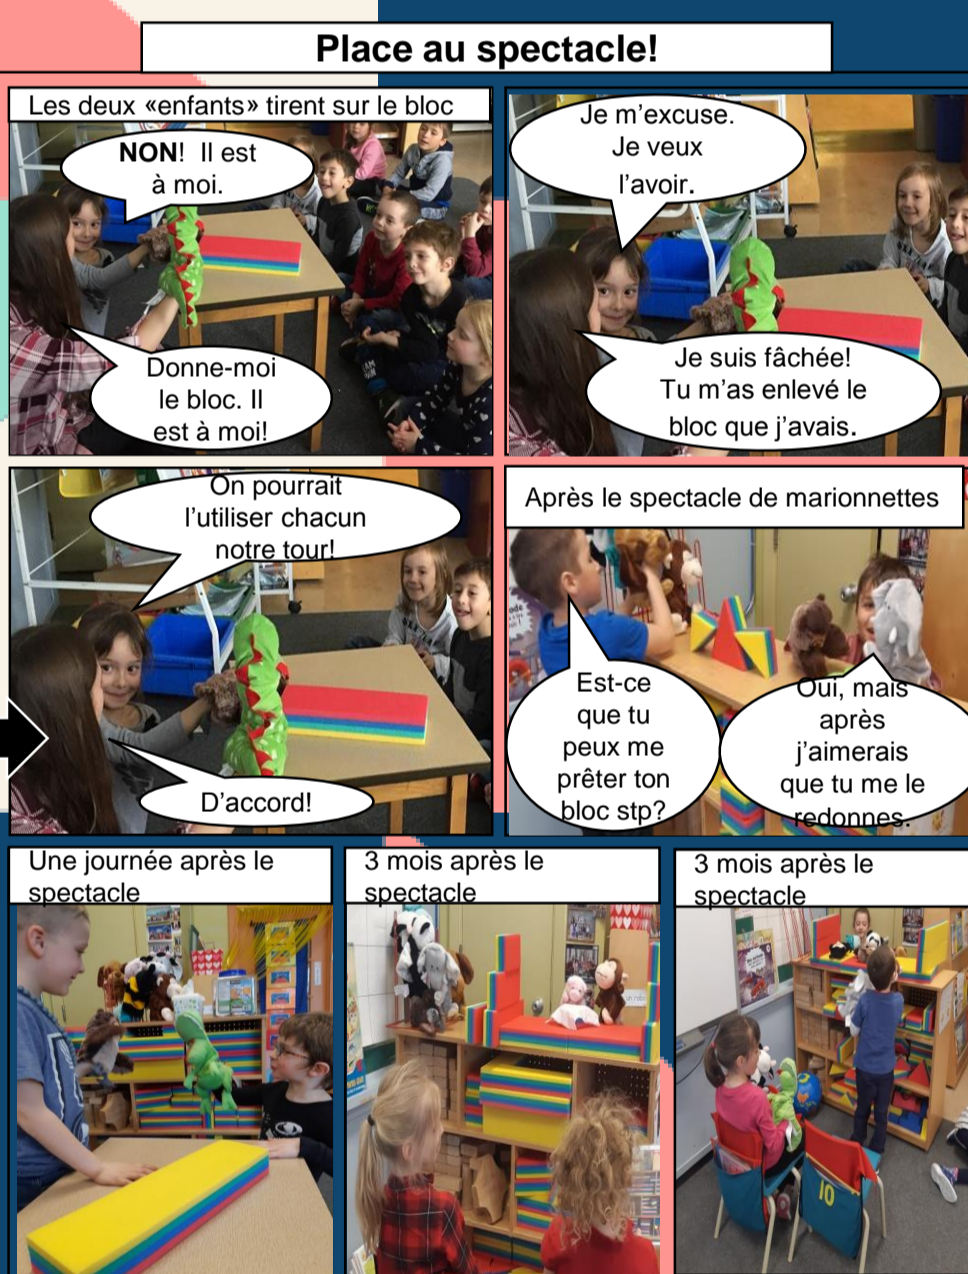 Place au spectacle!
Les deux «enfants» tirent sur le bloc
NON! Il est
à moi.
Donne-moi
le bloc. Il
est à moi!
Je m'excuse.
Je veux
l'avoir.
Je suis fâchée!
Tu m'as enlevé le
bloc que j'avais.
On pourrait
l'utiliser chacun
notre tour!
D'accord!
Après le spectacle de marionnettes
Est-ce
que tu
peux me
prêter ton
bloc stp?
Oui, mais
après
j'aimerais
que tu me le
redonnes.
Une journée après le
spectacle
3 mois après le
spectacle
3 mois après le
spectacle
10